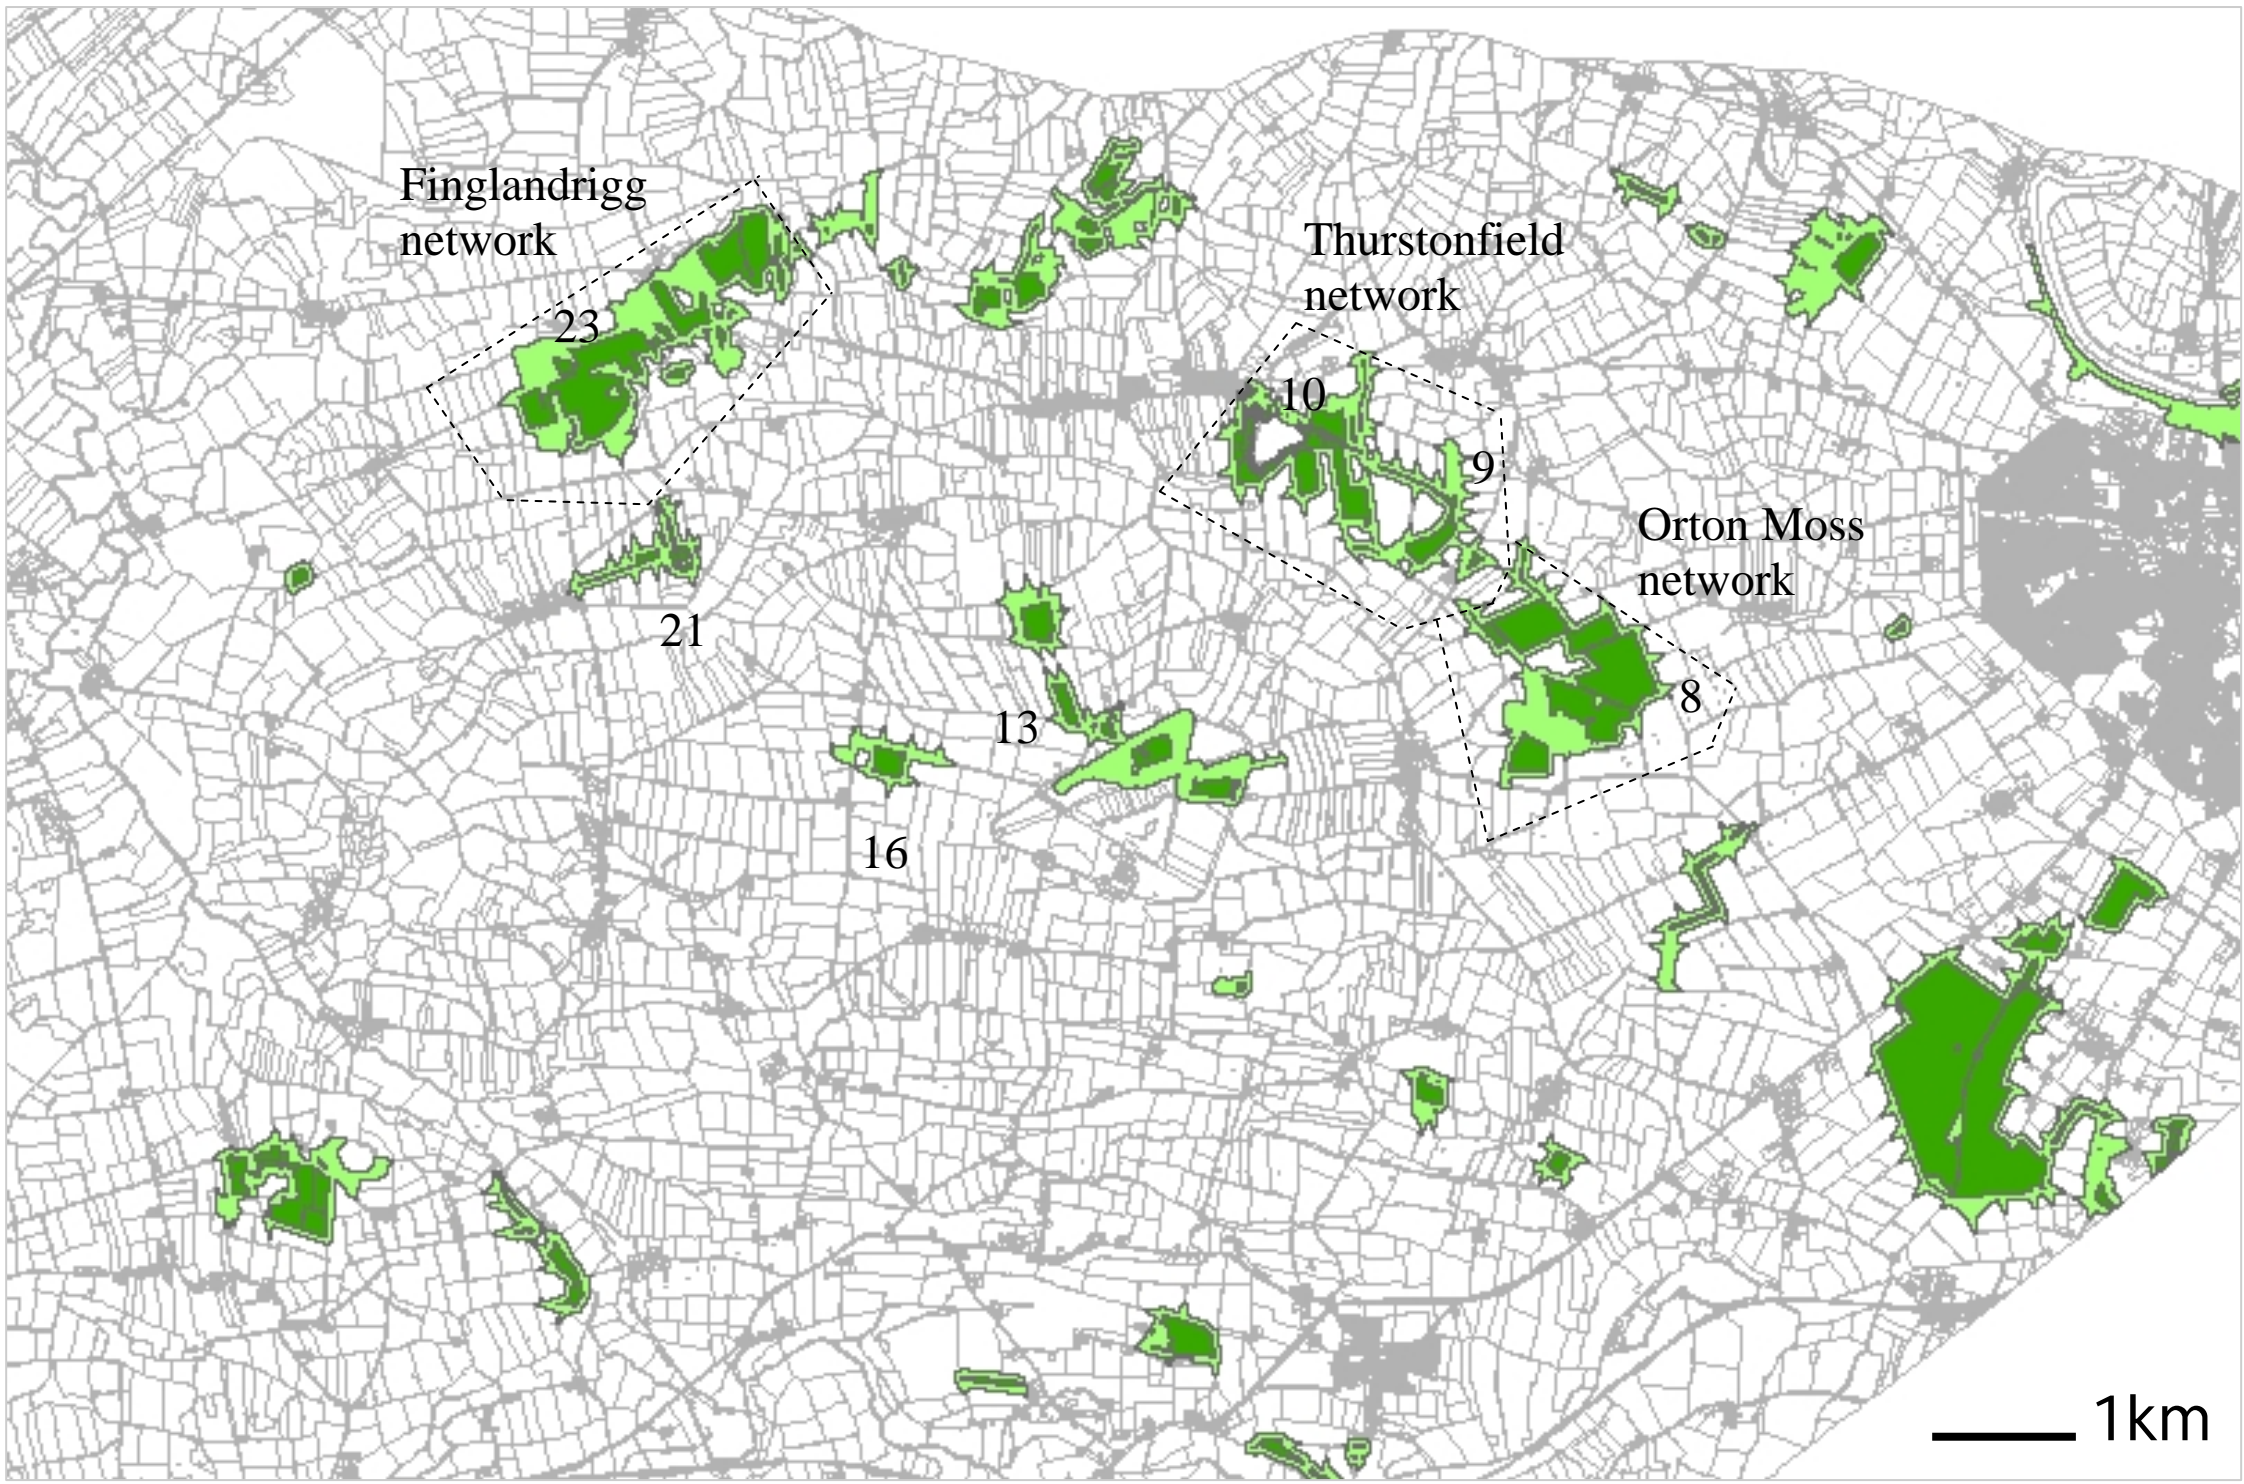 Finglandrigg
network
Thurstonfield
network
23
10
9
Orton Moss
network
21
8
13
16
1km